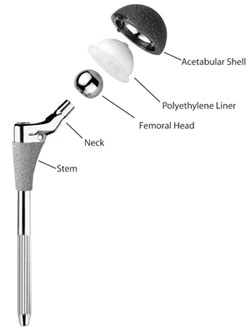 Acetabular Shell
Polyethylene Liner
Femoral Head
Neck
Stem